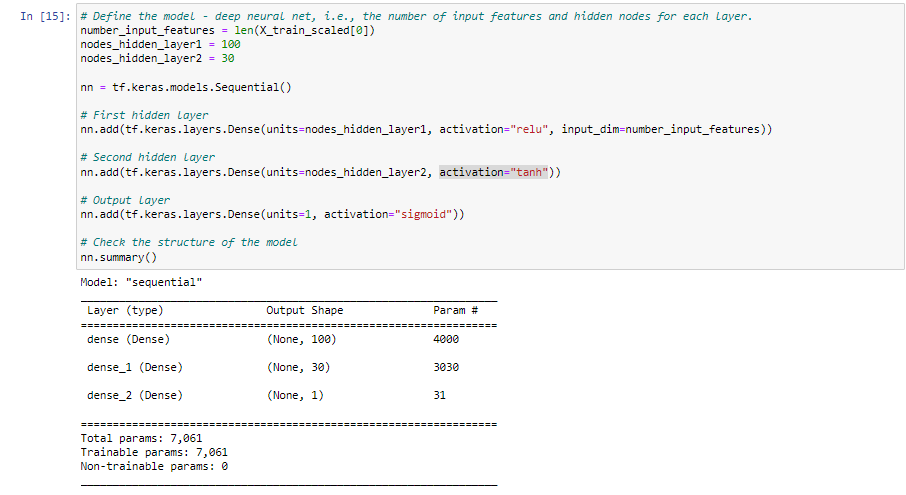 In [15]: # Define the model - deep neural net, i.e., the number of input features and hidden nodes for each layer.
number_input_features = len(X_train_scaled[0])
nodes_hidden_layer1 = 100
nodes_hidden_layer2 = 30
nn = tf.keras.models.Sequential()
# First hidden layer
nn.add(tf.keras.layers.Dense(units=nodes_hidden_layer1, activation="relu", input_dim=number_input_features))
# Second hidden layer
nn.add(tf.keras.layers.Dense(units=nodes_hidden_layer2, activation="tanh"))
# Output layer
nn.add(tf.keras.layers.Dense(units=1, activation="sigmoid"))
# Check the structure of the model
nn.summary()
Model: "sequential"
Layer (type) Output Shape Param #
dense (Dense) (None, 100) 4000
dense_1 (Dense) (None, 30) 3030
dense_2 (Dense) (None, 1) 31
Total params: 7,061
Trainable params: 7,061
Non-trainable params: 0